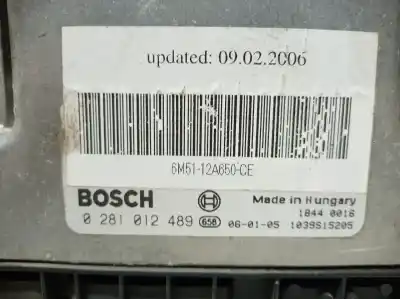 updated: 09.02.2006
6M51-12A650-CE
BOSCH
Made in Hungary
1844 0018
0 281 012 489 658 06-01-05 1039S15205